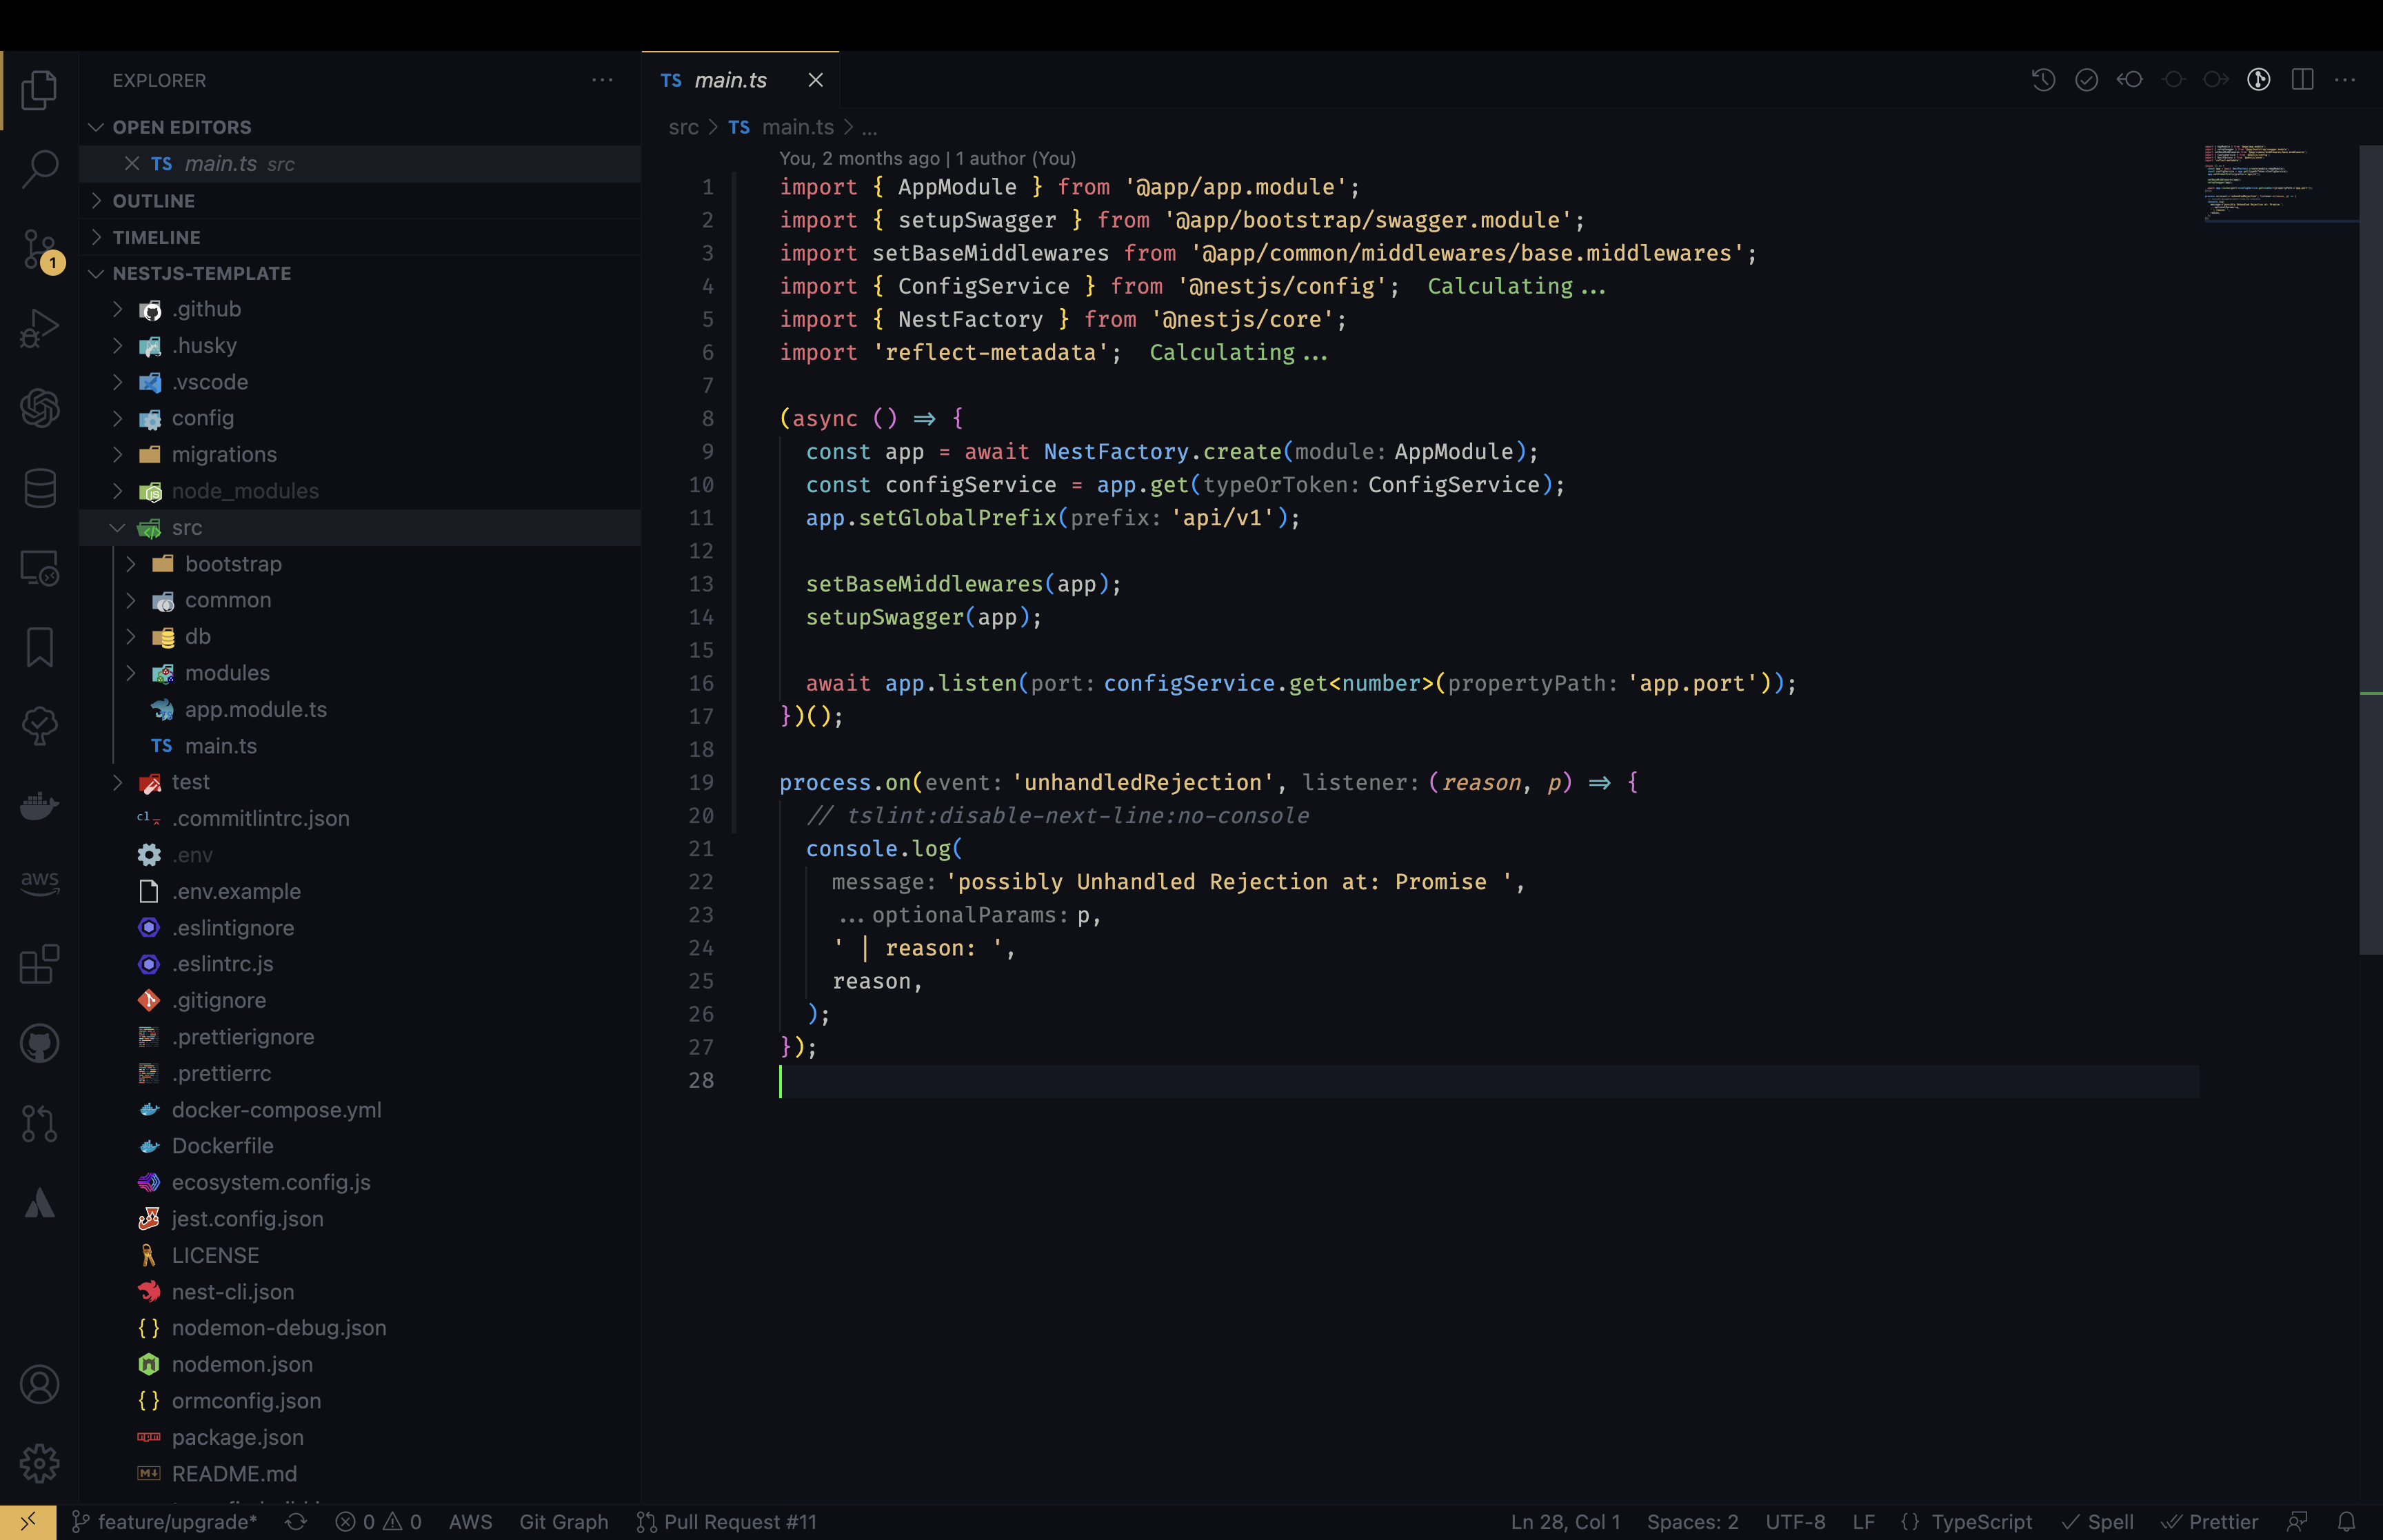 EXPLORER
OPEN EDITORS
TS main.ts src
OUTLINE
TIMELINE
1
NESTJS-TEMPLATE
.github
.husky
.vscode
config
migrations
node_modules
src
bootstrap
common
db
modules
app.module.ts
TS main.ts
test
.commitlintrc.json
.env
aws
.env.example
.eslintignore
.eslintrc.js
.gitignore
.prettierignore
.prettierrc
docker-compose.yml
Dockerfile
ecosystem.config.js
jest.config.json
LICENSE
nest-cli.json
{ } nodemon-debug.json
nodemon.json
{ } ormconfig.json
package.json
README.md
TS main.ts
src > TS main.ts > ...
You, 2 months ago | 1 author (You)
1 import { AppModule } from '@app/app.module';
2 import { setupSwagger } from '@app/bootstrap/swagger.module';
3 import setBaseMiddlewares from '@app/common/middlewares/base.middlewares';
4 import { ConfigService } from '@nestjs/config'; Calculating...
5 import { NestFactory } from '@nestjs/core';
6 import 'reflect-metadata'; Calculating...
7
8 (async () => {
9 const app = await NestFactory.create(module: AppModule);
10 const configService = app.get(typeOrToken: ConfigService);
11 app.setGlobalPrefix(prefix: 'api/v1');
12
13 setBaseMiddlewares(app);
14 setupSwagger(app);
15
16 await app.listen(port: configService.get<number>(propertyPath: 'app.port'));
17 })();
18
19 process.on(event: 'unhandledRejection', listener: (reason, p) => {
20 // tslint:disable-next-line:no-console
21 console.log(
22 message: 'possibly Unhandled Rejection at: Promise ',
23 ...optionalParams: p,
24 ' | reason: ',
25 reason,
26 );
27 });
28
feature/upgrade* 0 0 AWS Git Graph Pull Request #11 Ln 28, Col 1 Spaces: 2 UTF-8 LF { } TypeScript Spell Prettier